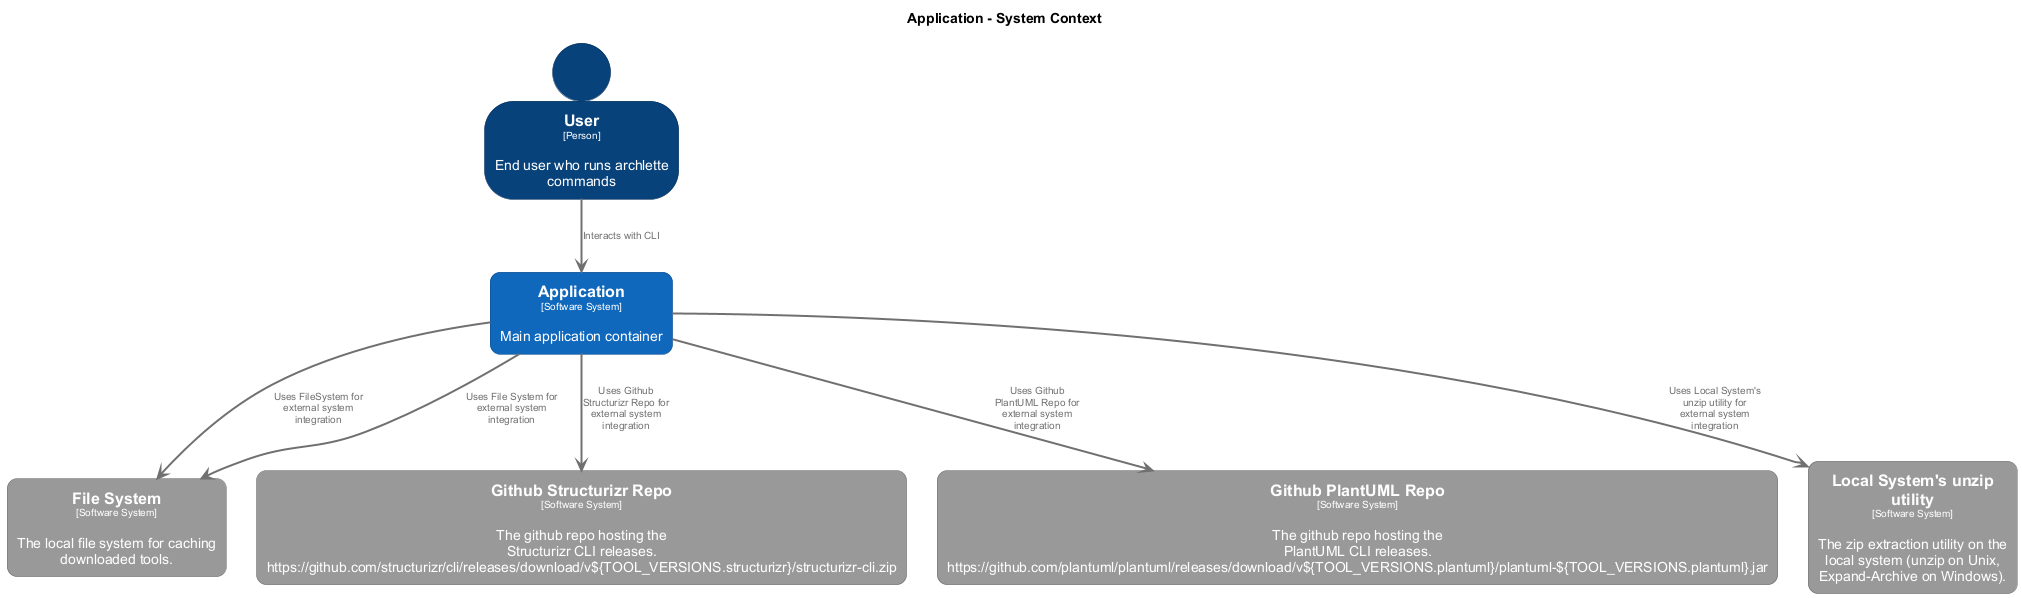 Application - System Context
User
[Person]
End user who runs archlette
commands
Interacts with CLI
Application
[Software System]
Main application container
Uses FileSystem for
external system
integration
Uses File System for
external system
integration
Uses Github
Structurizr Repo for
external system
integration
Uses Github
PlantUML Repo for
external system
integration
Uses Local System's
unzip utility for
external system
integration
File System
[Software System]
The local file system for caching
downloaded tools.
Github Structurizr Repo
[Software System]
The github repo hosting the
Structurizr CLI releases.
https://github.com/structurizr/cli/releases/download/v${TOOL_VERSIONS.structurizr}/structurizr-cli.zip
Github PlantUML Repo
[Software System]
The github repo hosting the
PlantUML CLI releases.
https://github.com/plantuml/plantuml/releases/download/v${TOOL_VERSIONS.plantuml}/plantuml-${TOOL_VERSIONS.plantuml}.jar
Local System's unzip
utility
[Software System]
The zip extraction utility on the
local system (unzip on Unix,
Expand-Archive on Windows).